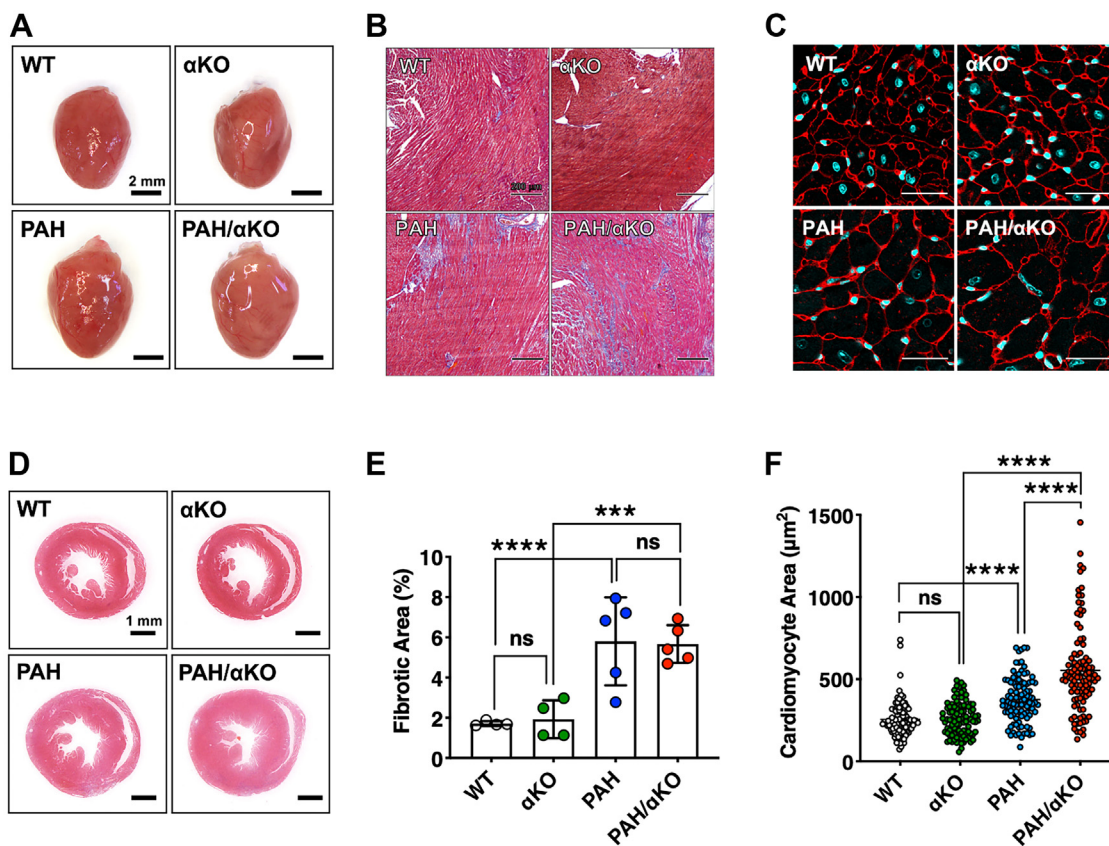 A
WT
αKO
2 mm
PAH
PAH/αKO
B
WT
αKO
200 μm
PAH
PAH/αKO
C
WT
αKO
PAH
PAH/αKO
D
WT
αKO
1 mm
PAH
PAH/αKO
E
Fibrotic Area (%)
10
8
6
4
2
0
****
***
ns
ns
WT
αKO
PAH
PAH/αKO
F
Cardiomyocyte Area (μm²)
1500
1000
500
0
****
****
****
ns
WT
αKO
PAH
PAH/αKO